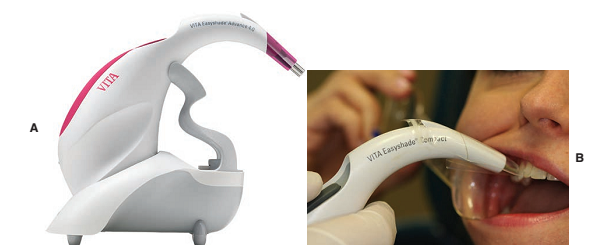 VITA Easyshade Advance 4.0
VITA
A
VITA Easyshade® Compact
B